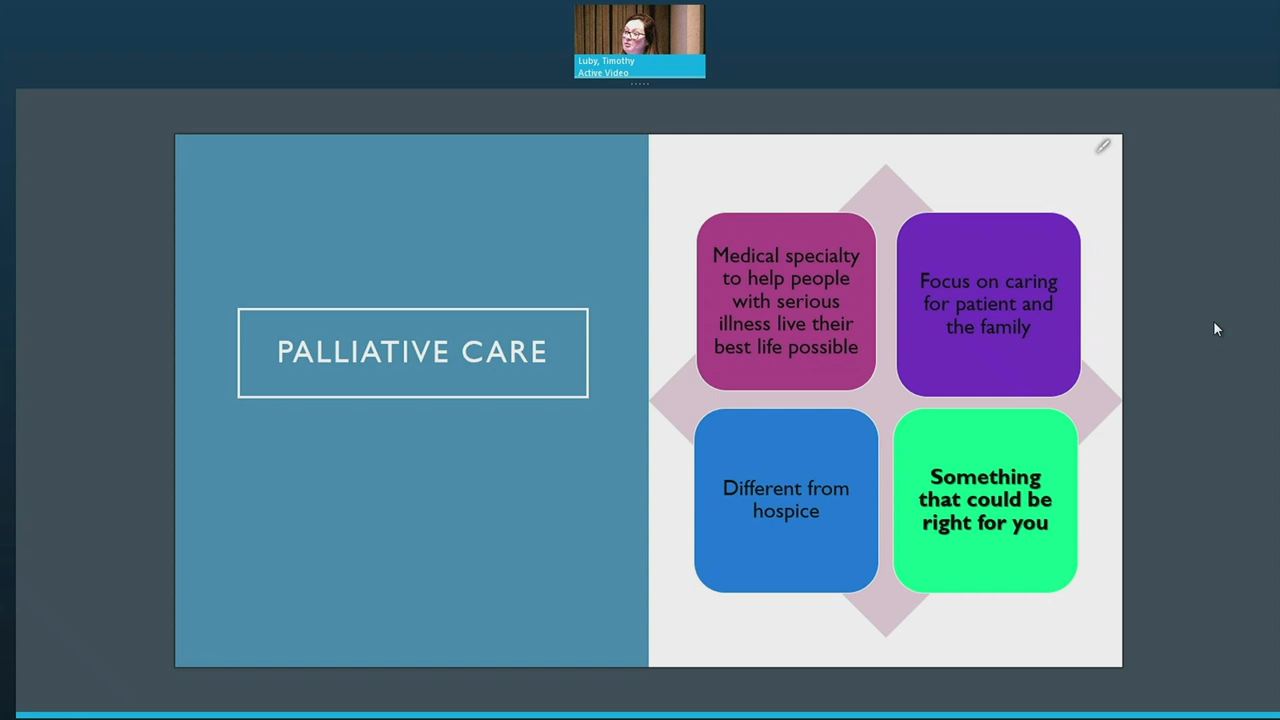 Luby, Timothy
Active Video
PALLIATIVE CARE
Medical specialty
to help people
with serious
illness live their
best life possible
Focus on caring
for patient and
the family
Different from
hospice
Something
that could be
right for you